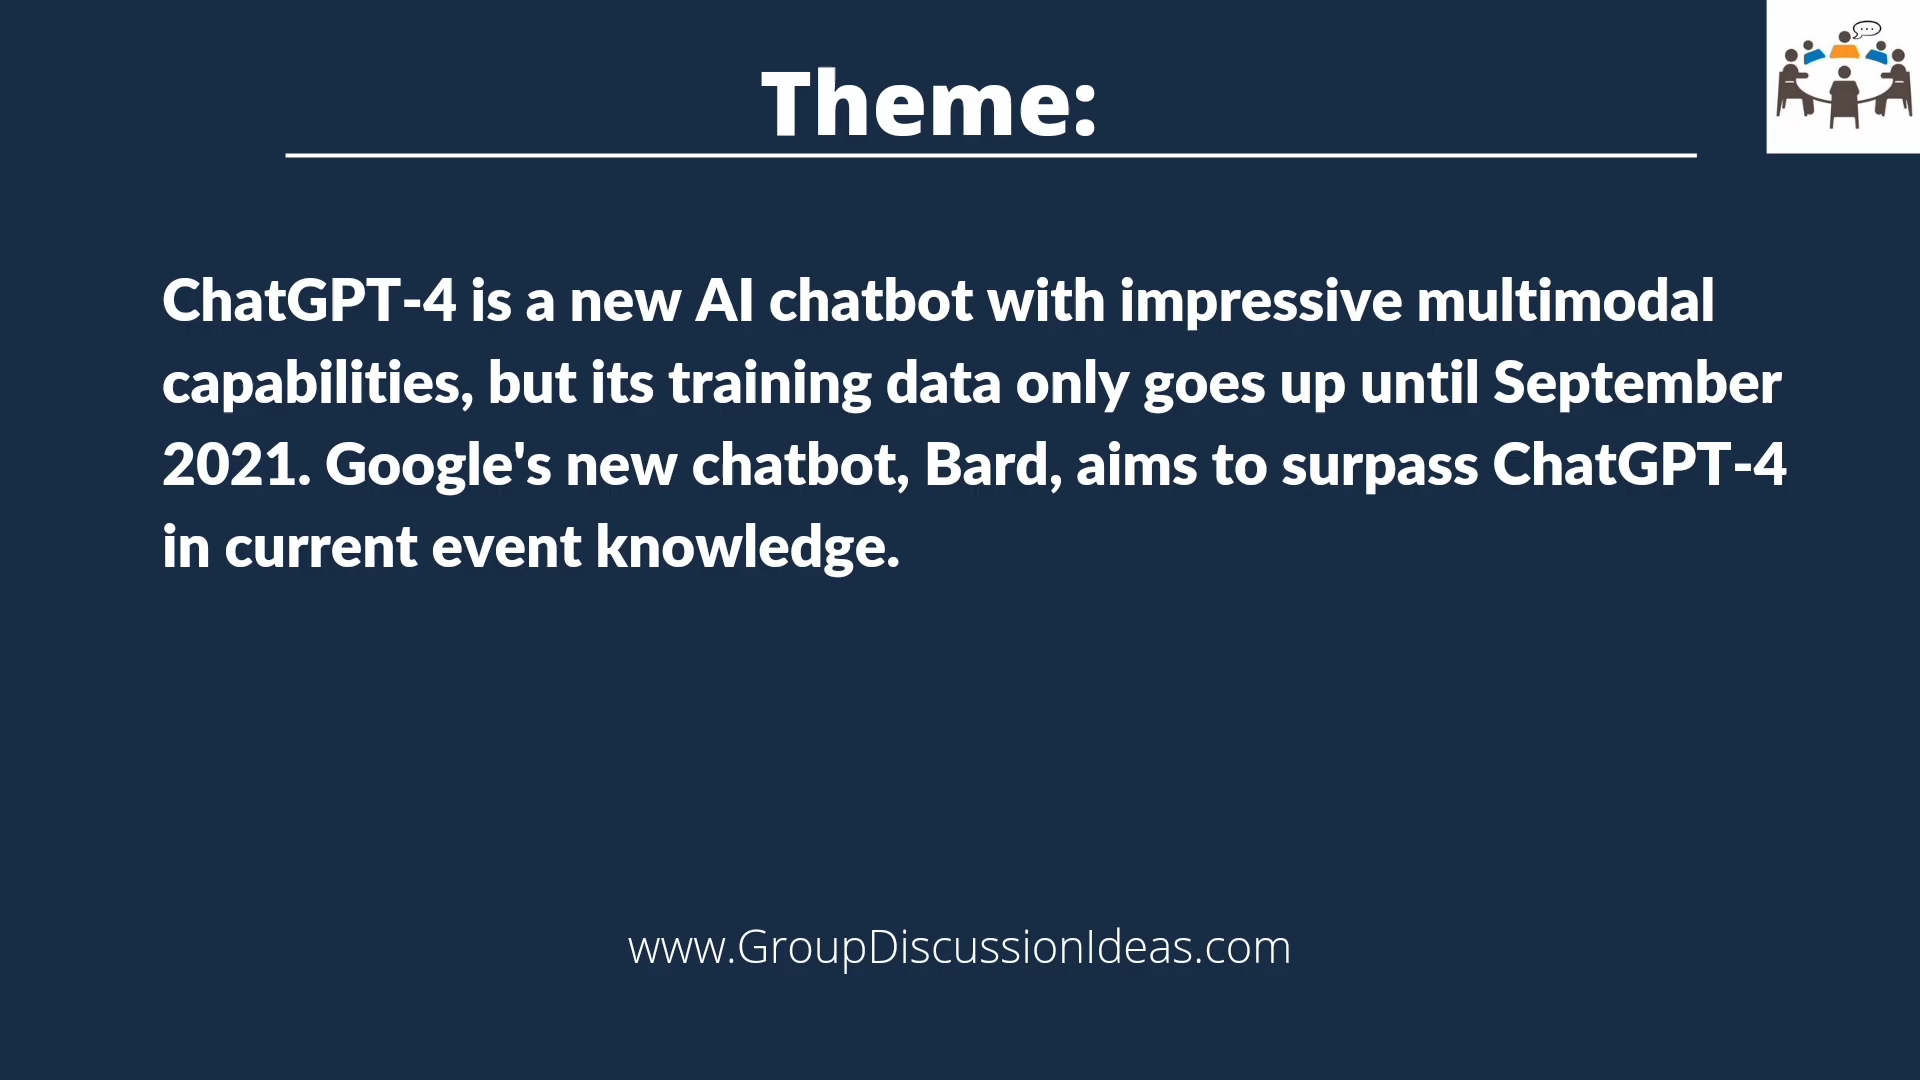 Theme:
ChatGPT-4 is a new AI chatbot with impressive multimodal
capabilities, but its training data only goes up until September
2021. Google's new chatbot, Bard, aims to surpass ChatGPT-4
in current event knowledge.
www.GroupDiscussionIdeas.com